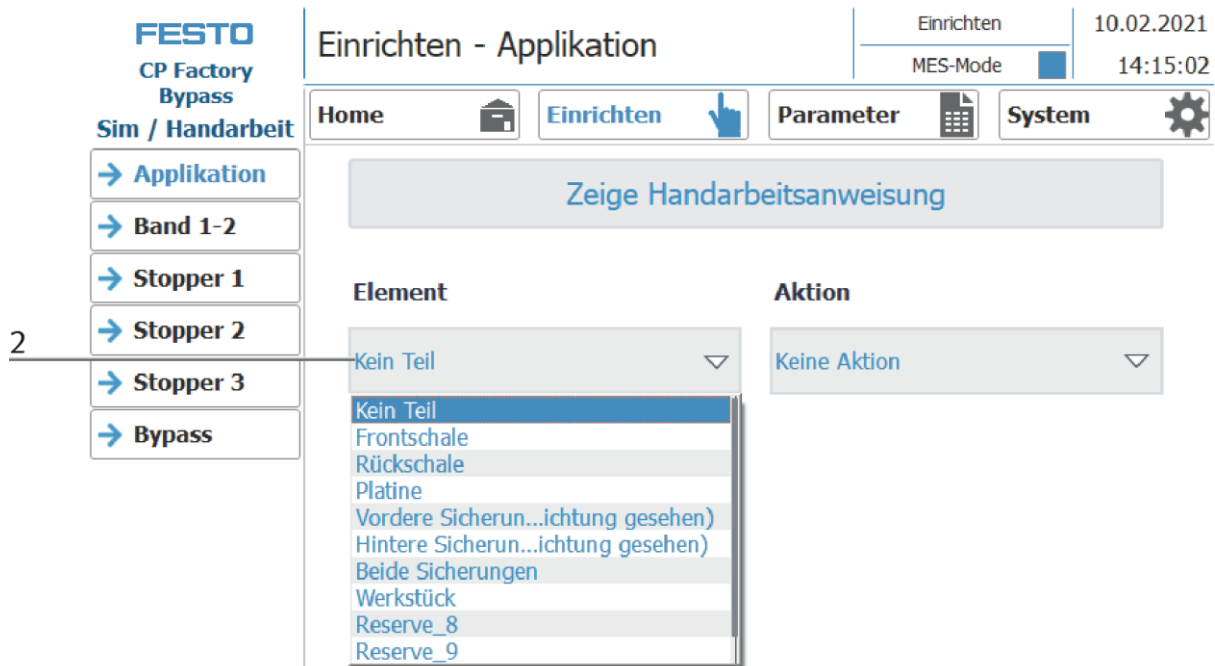 FESTO
CP Factory
Bypass
Sim / Handarbeit
Einrichten - Applikation
Einrichten
MES-Mode
10.02.2021
14:15:02
Home
Einrichten
Parameter
System
Applikation
Band 1-2
Stopper 1
Stopper 2
Stopper 3
Bypass
Zeige Handarbeitsanweisung
Element
Aktion
2
Kein Teil
Keine Aktion
Kein Teil
Frontschale
Rückschale
Platine
Vordere Sicherun...ichtung gesehen)
Hintere Sicherun...ichtung gesehen)
Beide Sicherungen
Werkstück
Reserve_8
Reserve_9